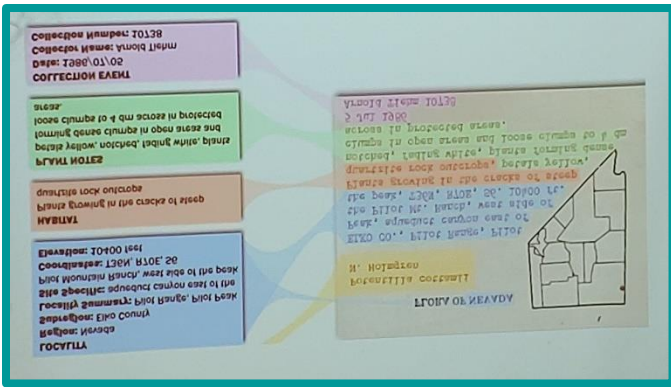 LOCALITY
Region: Nevada
Subregion: Elko County
Locality Summary: Pilot Range, Pilot Peak
Site Specific: aqueduct canyon east of the
Pilot Mountain Ranch, west side of the peak
Coordinates: T36N, R70E, S6
Elevation: 10400 feet
HABITAT
Plants growing in the cracks of steep
quartzite rock outcrops
PLANT NOTES
petals yellow, notched, fading white, plants
forming dense clumps in open areas and
loose clumps to 4 dm across in protected
areas.
COLLECTION EVENT
Date: 1986/07/05
Collector Name: Arnold Tiehm
Collection Number: 10738
FLORA OF NEVADA
Potentilla cottamii
N. Holmgren
ELKO CO., Pilot Range, Pilot
Peak, aqueduct canyon east of
the Pilot Mt. Ranch, west side of
the peak, T36N, R70E, S6. 10400 ft.
Plants growing in the cracks of steep
quartzite rock outcrops, petals yellow,
notched, fading white, plants forming dense
clumps in open areas and loose clumps to 4 dm
across in protected areas.
5 Jul 1986
Arnold Tiehm 10738